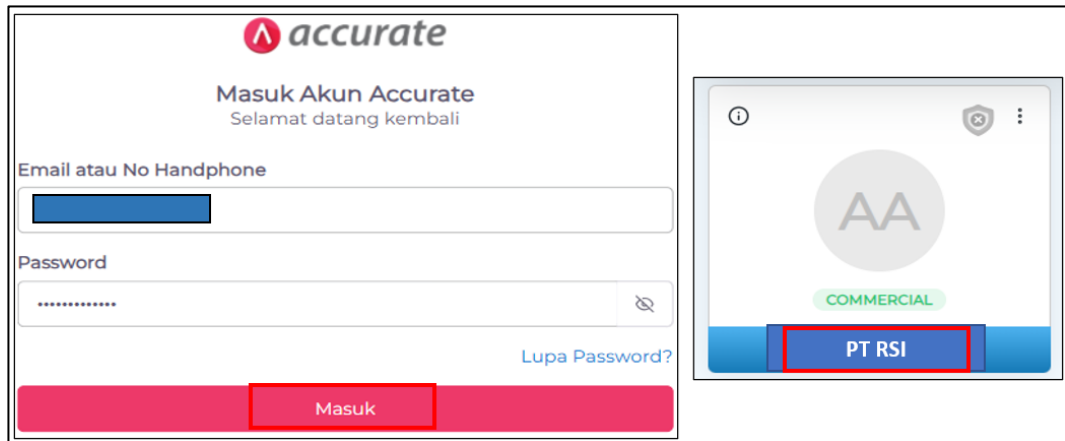 accurate
Masuk Akun Accurate
Selamat datang kembali
Email atau No Handphone
Password
Lupa Password?
Masuk
AA
COMMERCIAL
PT RSI